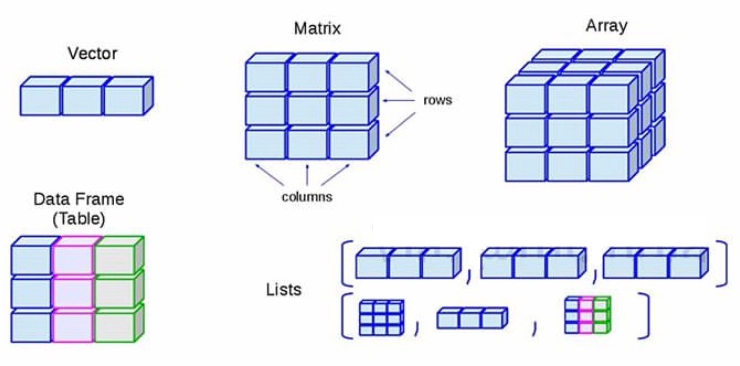 Vector
Matrix
Array
rows
columns
Data Frame
(Table)
Lists